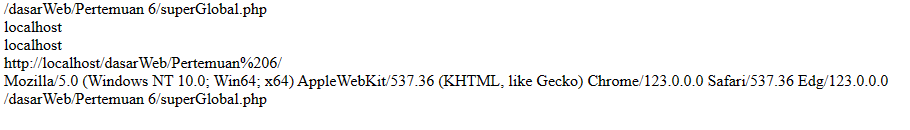 /dasarWeb/Pertemuan 6/superGlobal.php
localhost
localhost
http://localhost/dasarWeb/Pertemuan%206/
Mozilla/5.0 (Windows NT 10.0; Win64; x64) AppleWebKit/537.36 (KHTML, like Gecko) Chrome/123.0.0.0 Safari/537.36 Edg/123.0.0.0
/dasarWeb/Pertemuan 6/superGlobal.php